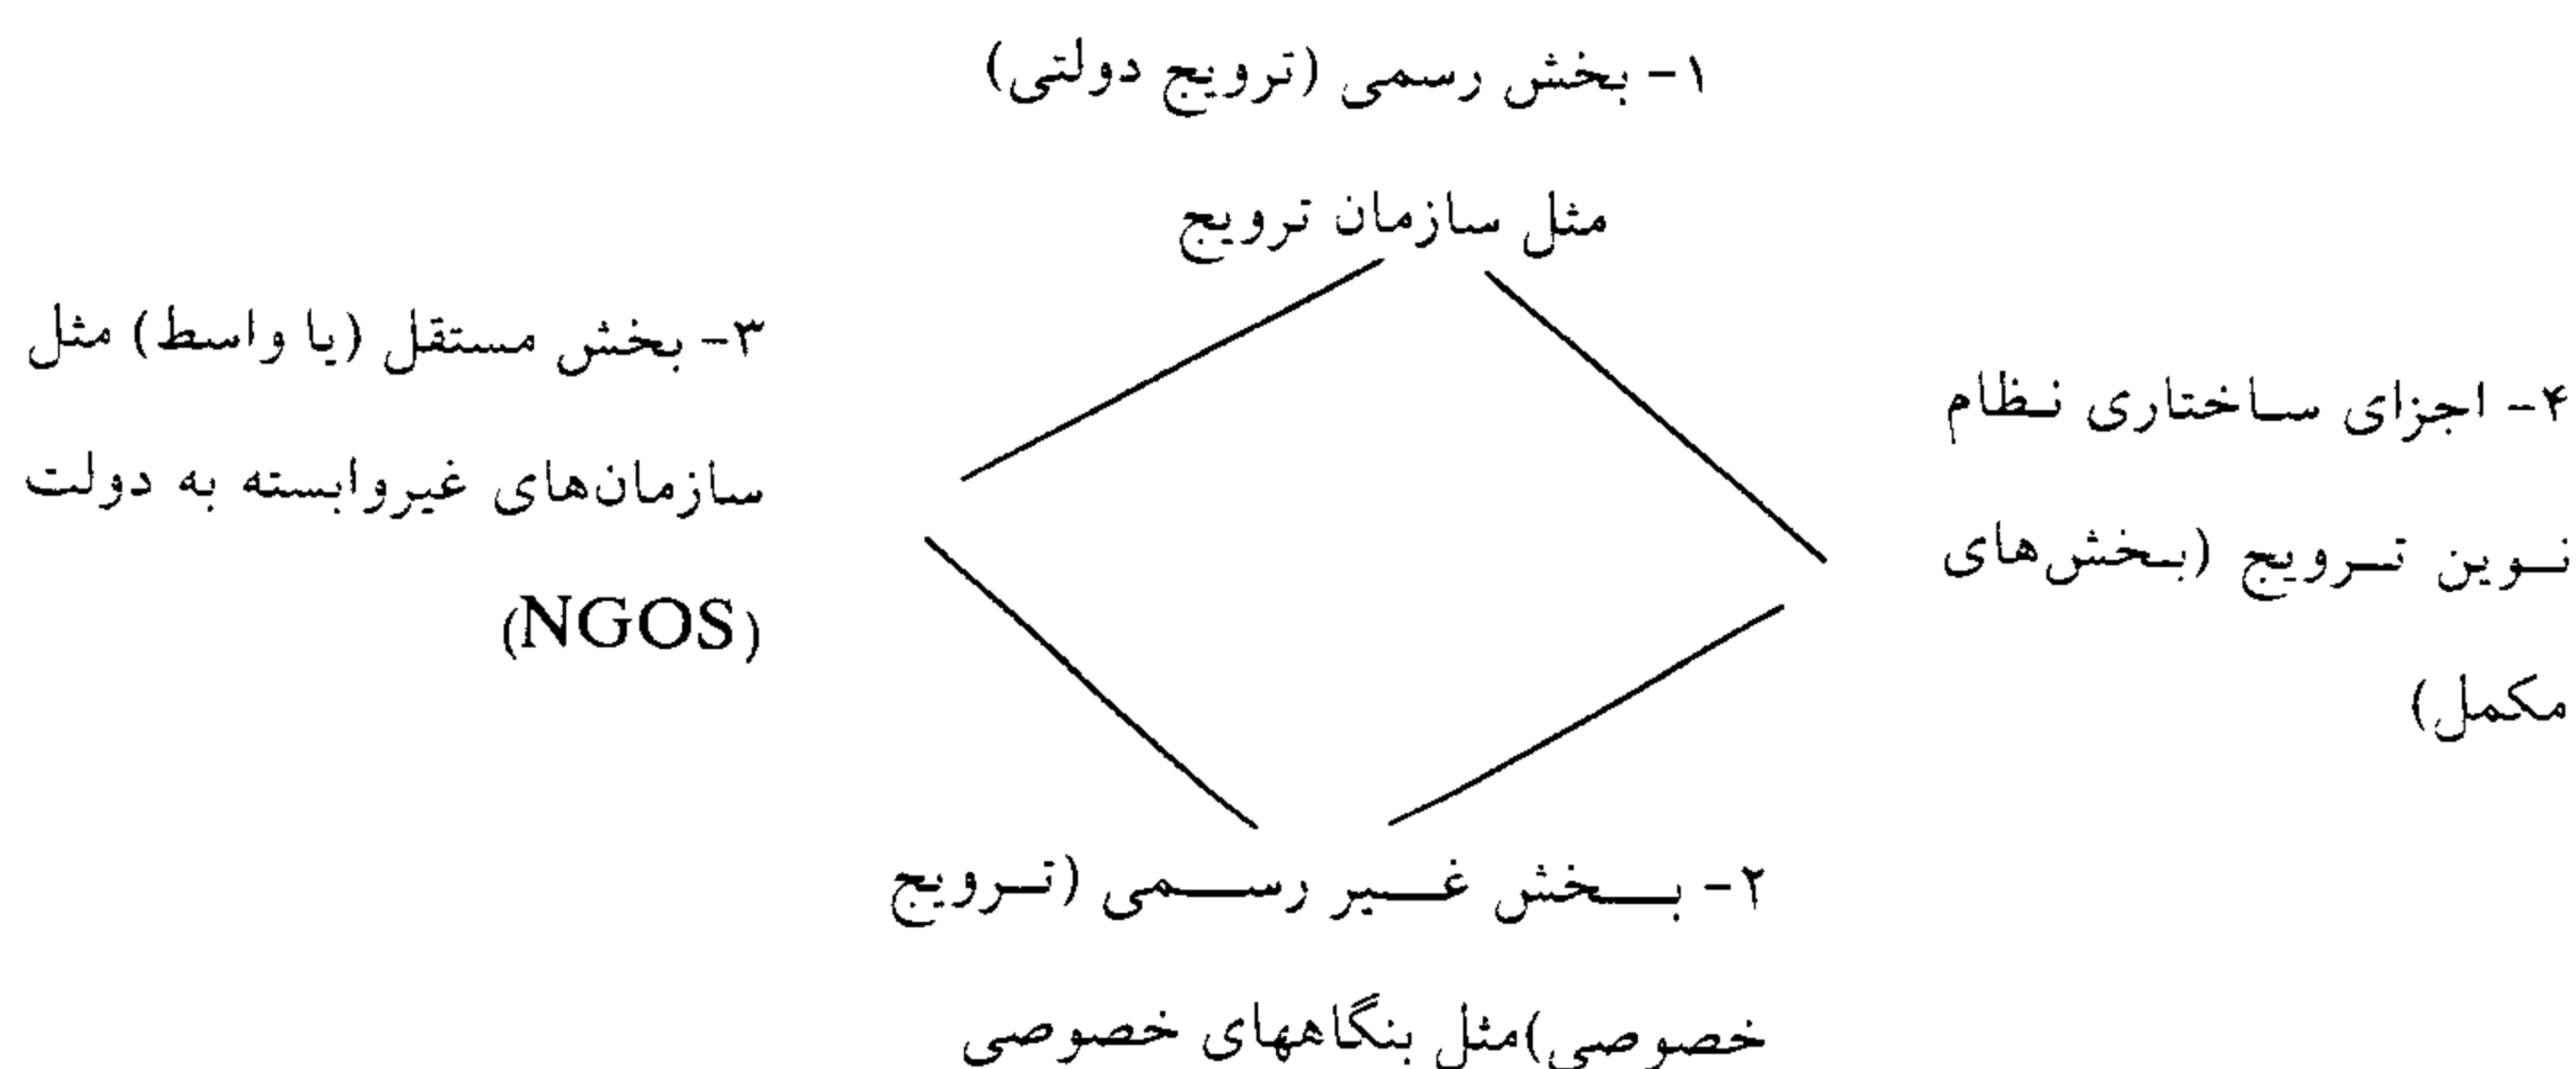 ۱- بخش رسمی (ترویج دولتی)
مثل سازمان ترویج
۴- اجزای ساختاری نظام
نوین ترویج (بخش‌های
مکمل)
۳- بخش مستقل (یا واسط) مثل
سازمان‌های غیروابسته به دولت
(NGOS)
۲- بخش غیر رسمی (ترویج
خصوصی)مثل بنگاههای خصوصی